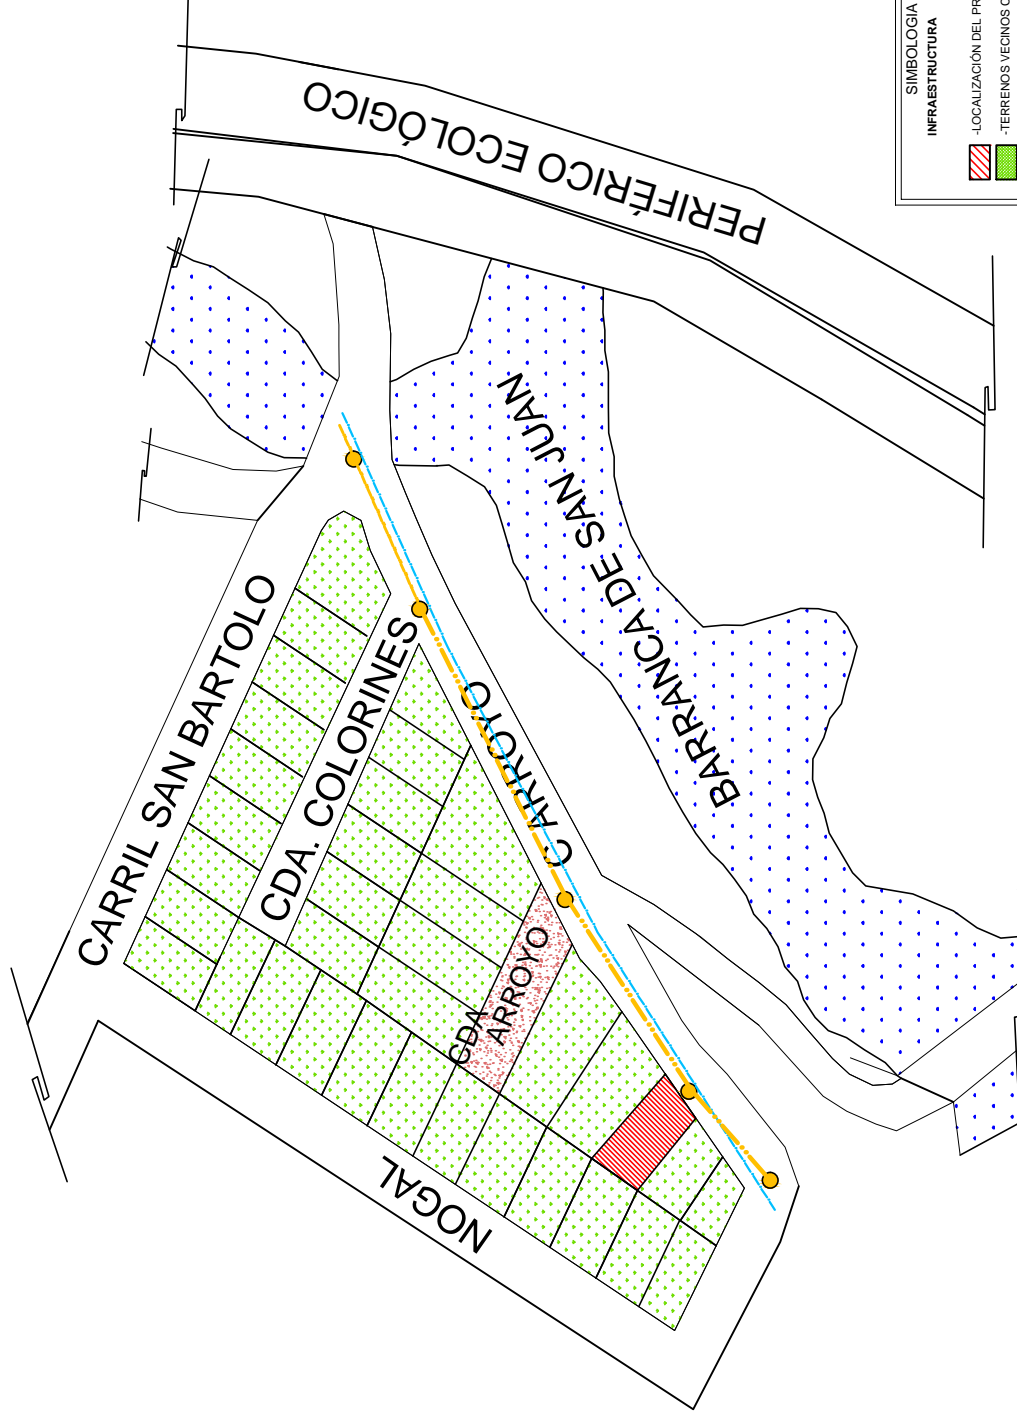 PERIFÉRICO ECOLÓGICO
CARRIL SAN BARTOLO
CDA. COLORINES
C ARROYO
BARRANCA DE SAN JUAN
CDA
ARROYO
NOGAL
SIMBOLOGIA
INFRAESTRUCTURA
-LOCALIZACIÓN DEL PR
-TERRENOS VECINOS